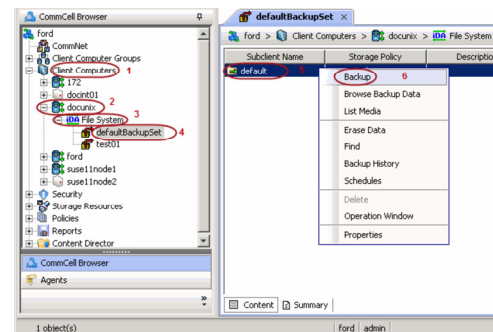 CommCell Browser
ford
CommNet
Client Computer Groups
Client Computers 1
172
docint01
docunix 2
iDA File System 3
defaultBackupSet 4
test01
ford
suse11node1
suse11node2
Security
Storage Resources
Policies
Reports
Content Director
CommCell Browser
Agents
1 object(s)
defaultBackupSet
ford > Client Computers > docunix > iDA File System
Subclient Name Storage Policy Descriptio
default 5
Backup 6
Browse Backup Data
List Media
Erase Data
Find
Backup History
Schedules
Delete
Operation Window
Properties
Content Summary
ford admin